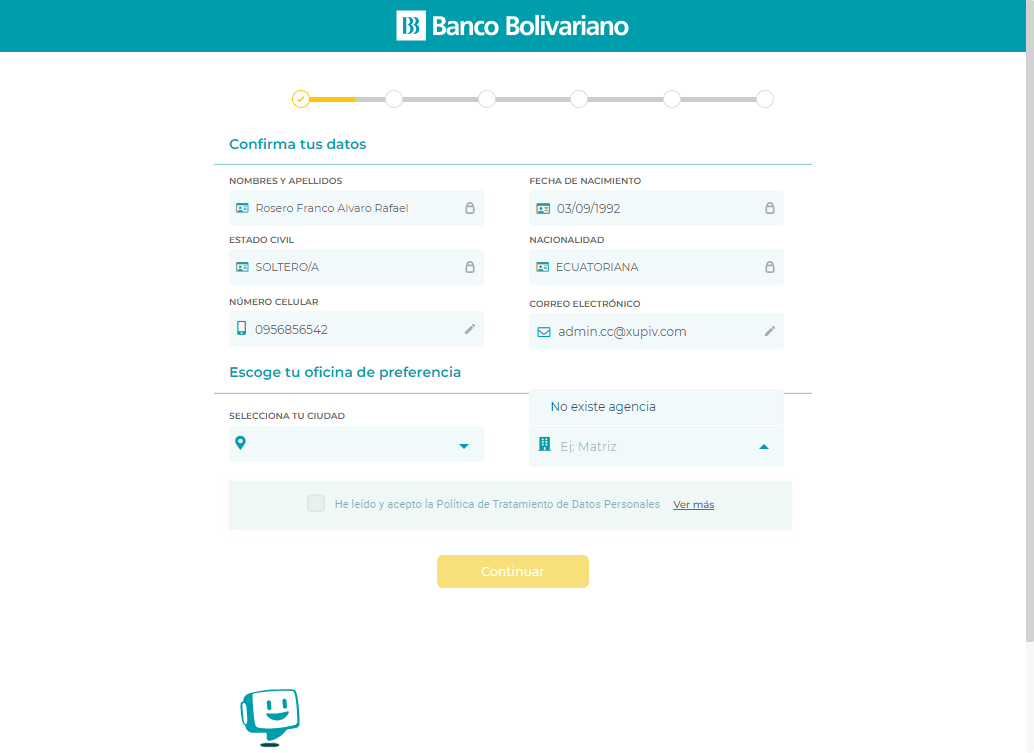 Banco Bolivariano
Confirma tus datos
NOMBRES Y APELLIDOS
Rosero Franco Alvaro Rafael
FECHA DE NACIMIENTO
03/09/1992
ESTADO CIVIL
SOLTERO/A
NACIONALIDAD
ECUATORIANA
NÚMERO CELULAR
0956856542
CORREO ELECTRÓNICO
admin.cc@xupiv.com
Escoge tu oficina de preferencia
SELECCIONA TU CIUDAD
No existe agencia
Ej: Matriz
He leído y acepto la Política de Tratamiento de Datos Personales Ver más
Continuar